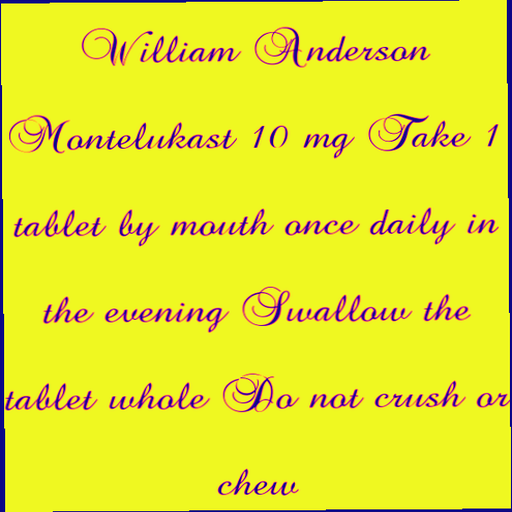 William Anderson
Montelukast 10 mg Take 1
tablet by mouth once daily in
the evening Swallow the
tablet whole Do not crush or
chew